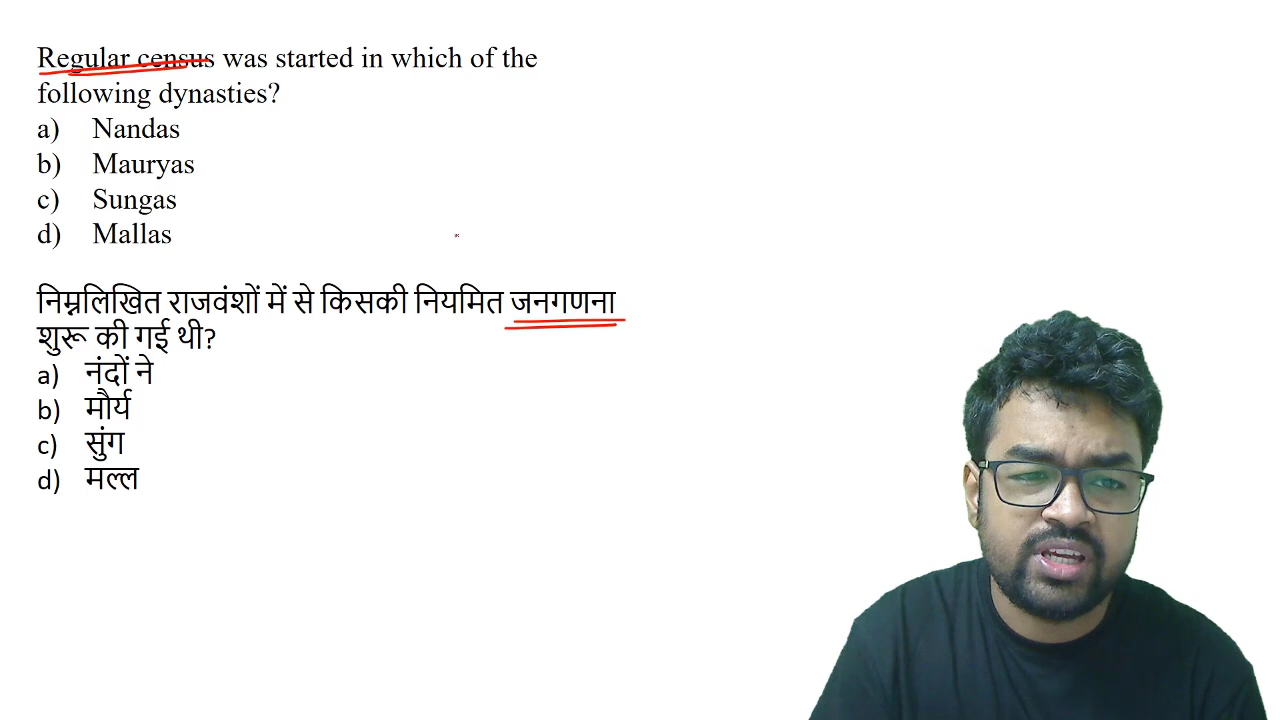 Regular census was started in which of the
following dynasties?
a) Nandas
b) Mauryas
c) Sungas
d) Mallas
निम्नलिखित राजवंशों में से किसकी नियमित जनगणना
शुरू की गई थी?
a) नंदों ने
b) मौर्य
c) सुंग
d) मल्ल